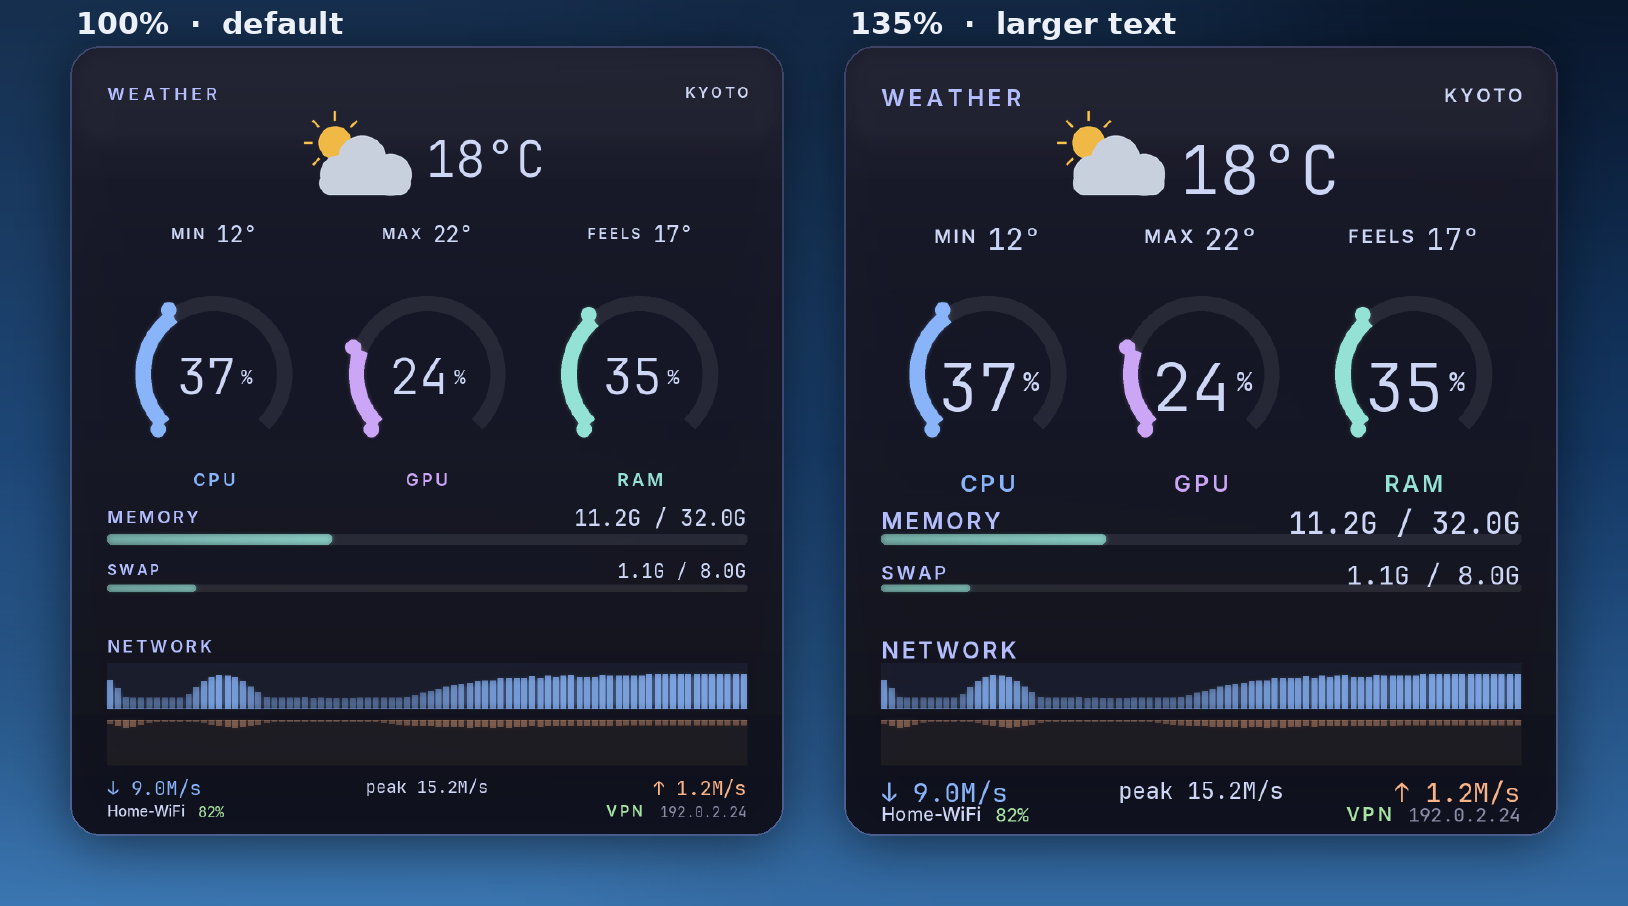 100% · default
WEATHER KYOTO
18°C
MIN 12° MAX 22° FEELS 17°
37% 24% 35%
CPU GPU RAM
MEMORY 11.2G / 32.0G
SWAP 1.1G / 8.0G
NETWORK
↓ 9.0M/s peak 15.2M/s ↑ 1.2M/s
Home-WiFi 82% VPN 192.0.2.24
135% · larger text
WEATHER KYOTO
18°C
MIN 12° MAX 22° FEELS 17°
37% 24% 35%
CPU GPU RAM
MEMORY 11.2G / 32.0G
SWAP 1.1G / 8.0G
NETWORK
↓ 9.0M/s peak 15.2M/s ↑ 1.2M/s
Home-WiFi 82% VPN 192.0.2.24